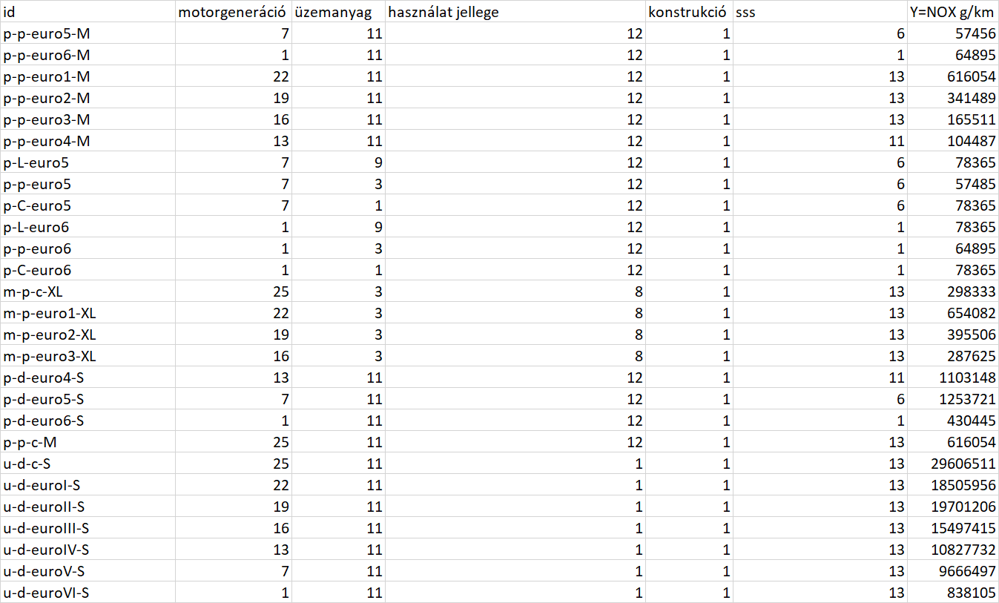 id motorgeneráció üzemanyag használat jellege konstrukció sss Y=NOX g/km
p-p-euro5-M 7 11 12 1 6 57456
p-p-euro6-M 1 11 12 1 1 64895
p-p-euro1-M 22 11 12 1 13 616054
p-p-euro2-M 19 11 12 1 13 341489
p-p-euro3-M 16 11 12 1 13 165511
p-p-euro4-M 13 11 12 1 11 104487
p-L-euro5 7 9 12 1 6 78365
p-p-euro5 7 3 12 1 6 57485
p-C-euro5 7 1 12 1 6 78365
p-L-euro6 1 9 12 1 1 78365
p-p-euro6 1 3 12 1 1 64895
p-C-euro6 1 1 12 1 1 78365
m-p-c-XL 25 3 8 1 13 298333
m-p-euro1-XL 22 3 8 1 13 654082
m-p-euro2-XL 19 3 8 1 13 395506
m-p-euro3-XL 16 3 8 1 13 287625
p-d-euro4-S 13 11 12 1 11 1103148
p-d-euro5-S 7 11 12 1 6 1253721
p-d-euro6-S 1 11 12 1 1 430445
p-p-c-M 25 11 12 1 13 616054
u-d-c-S 25 11 1 1 13 29606511
u-d-euroI-S 22 11 1 1 13 18505956
u-d-euroII-S 19 11 1 1 13 19701206
u-d-euroIII-S 16 11 1 1 13 15497415
u-d-euroIV-S 13 11 1 1 13 10827732
u-d-euroV-S 7 11 1 1 13 9666497
u-d-euroVI-S 1 11 1 1 13 838105